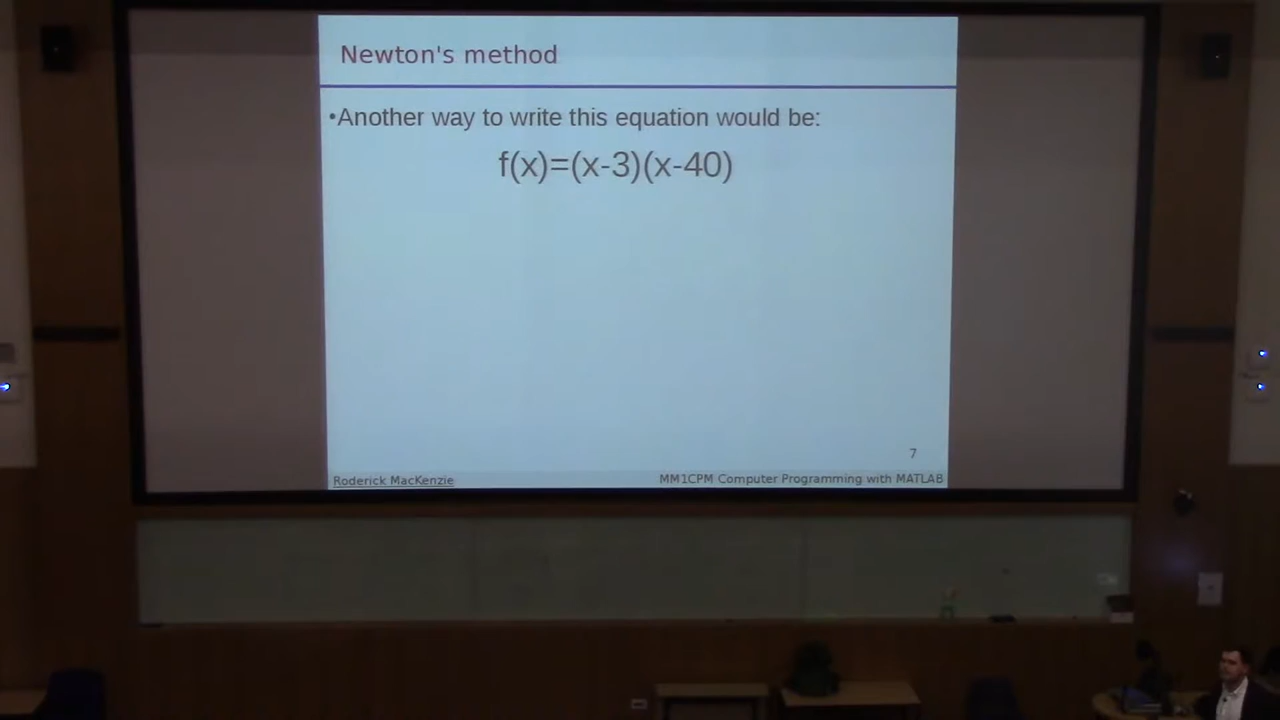 Newton's method
•Another way to write this equation would be:
f(x)=(x-3)(x-40)
7
Roderick MacKenzie
MM1CPM Computer Programming with MATLAB